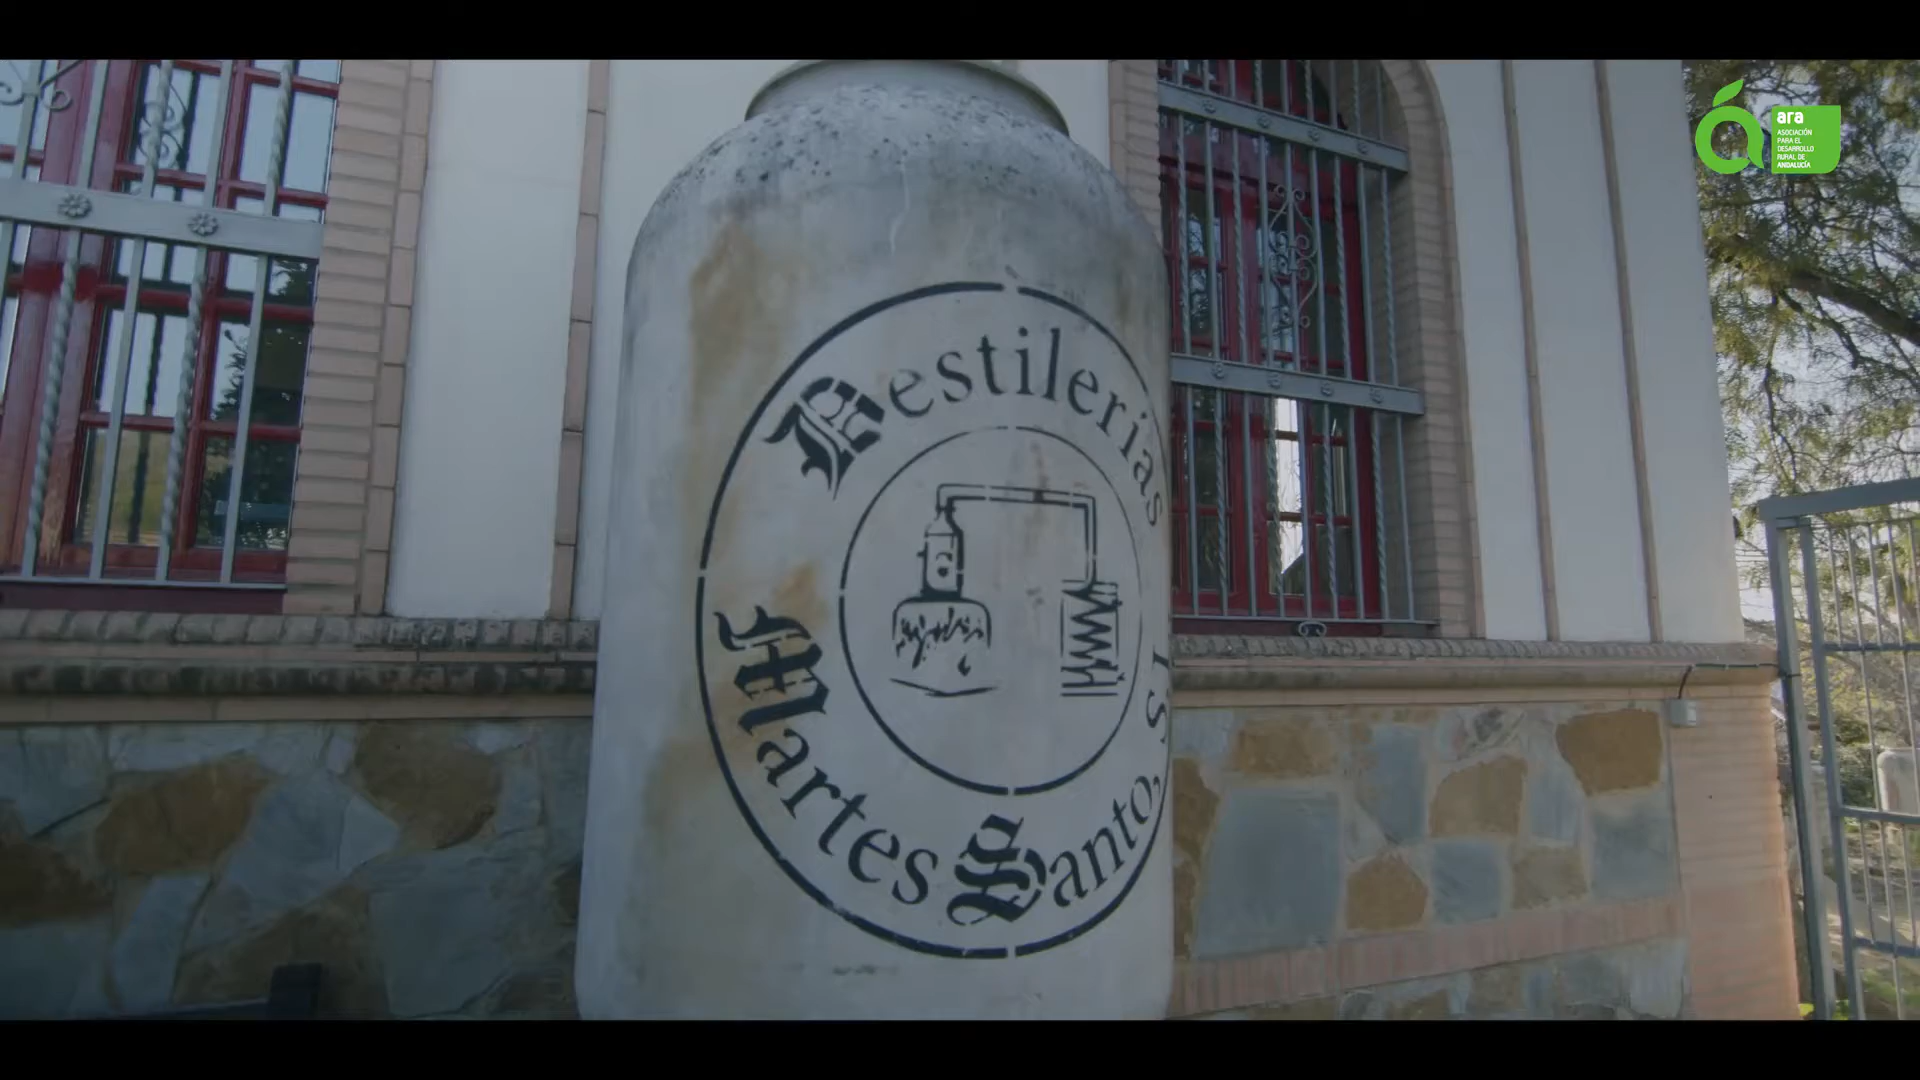 Destilerías
Martes Santo,
ara
ASOCIACIÓN
PARA EL
DESARROLLO
RURAL DE
ANDALUCÍA